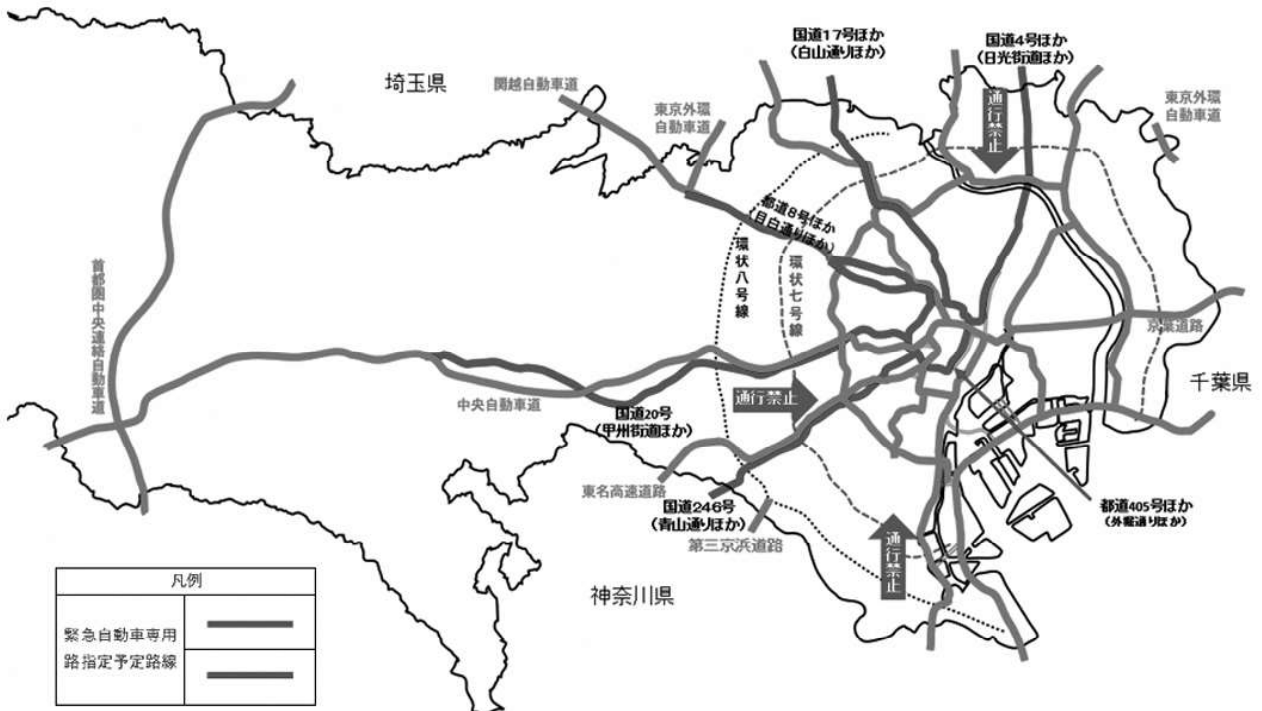 国道17号ほか
（白山通りほか）
国道4号ほか
（日光街道ほか）
埼玉県
関越自動車道
東京外環
自動車道
通行禁止
東京外環
自動車道
都道8号ほか
（目白通りほか）
環状八号線
環状七号線
首都圏中央連絡自動車道
京葉道路
千葉県
中央自動車道
通行禁止
国道20号
（甲州街道ほか）
東名高速道路
国道246号
（青山通りほか）
第三京浜道路
都道405号ほか
（外堀通りほか）
通行禁止
神奈川県
凡例
緊急自動車専用
路指定予定路線